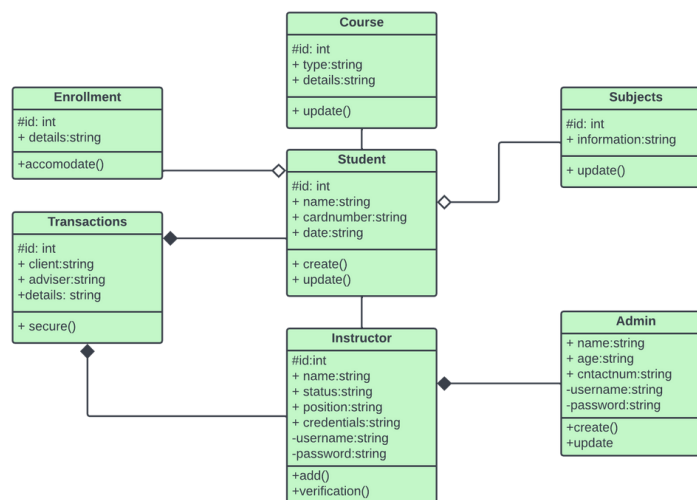 Course
#id: int
+ type:string
+ details:string
+ update()
Enrollment
#id: int
+ details:string
+accomodate()
Subjects
#id: int
+ information:string
+ update()
Student
#id: int
+ name:string
+ cardnumber:string
+ date:string
+ create()
+ update()
Transactions
#id: int
+ client:string
+ adviser:string
+details: string
+ secure()
Instructor
#id:int
+ name:string
+ status:string
+ position:string
+ credentials:string
-username:string
-password:string
+add()
+verification()
Admin
+ name:string
+ age:string
+ cntactnum:string
-username:string
-password:string
+create()
+update